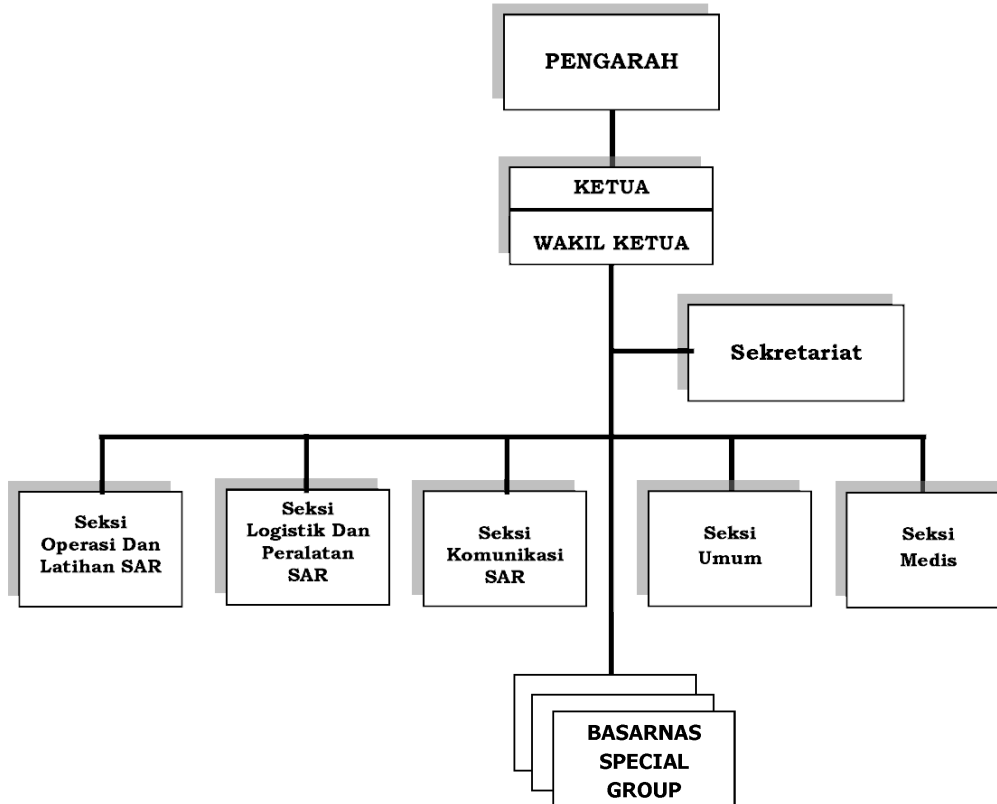 PENGARAH
KETUA
WAKIL KETUA
Sekretariat
Seksi
Operasi Dan
Latihan SAR
Seksi
Logistik Dan
Peralatan
SAR
Seksi
Komunikasi
SAR
Seksi
Umum
Seksi
Medis
BASARNAS
SPECIAL
GROUP